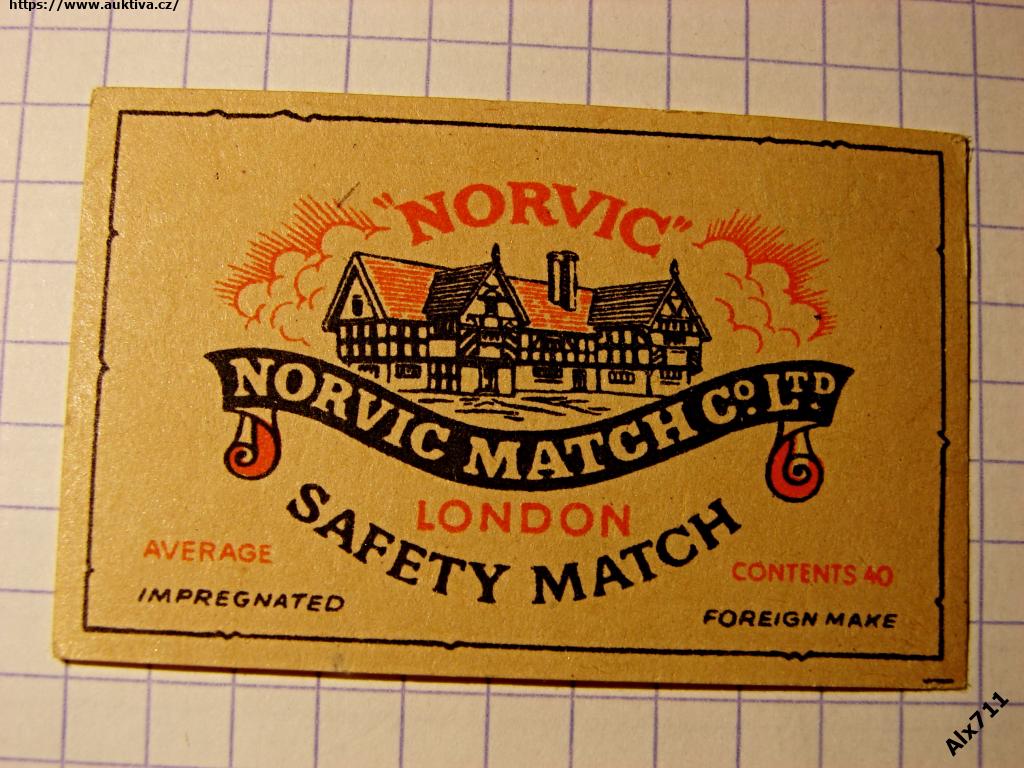 https://www.auktiva.cz/
"NORVIC"
NORVIC MATCH Co. LTD
LONDON
SAFETY MATCH
AVERAGE CONTENTS 40
IMPREGNATED
FOREIGN MAKE
Alx711